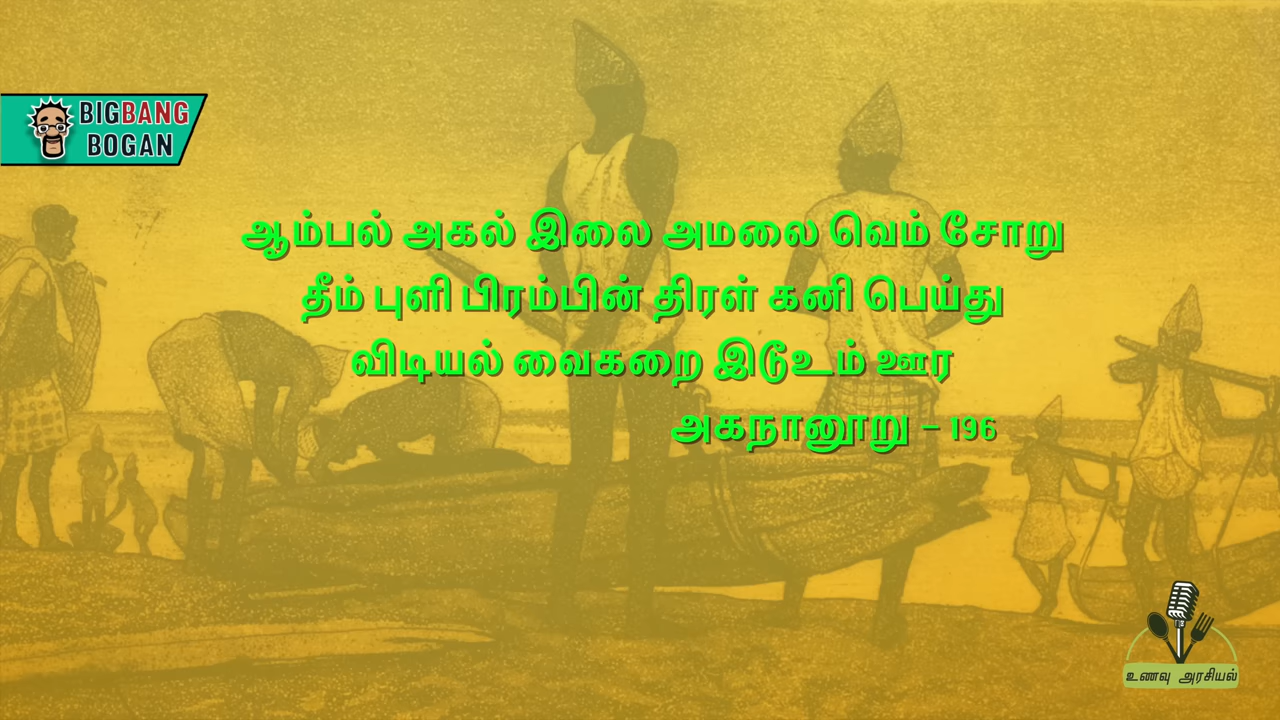 BIGBANG
BOGAN
ஆம்பல் அகல் இலை அமலை வெம் சோறு
தீம் புளி பிரம்பின் திரள் கனி பெய்து
விடியல் வைகறை இடூஉம் ஊர
அகநானூறு – 196
உணவு அரசியல்